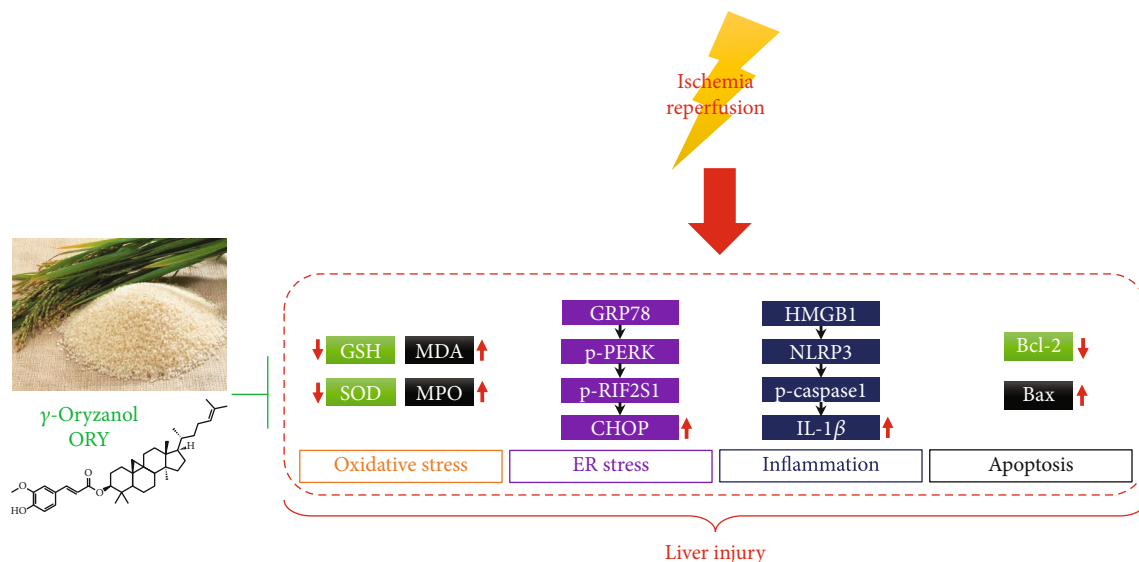 Ischemia
reperfusion
GSH
MDA
SOD
MPO
GRP78
p-PERK
p-RIF2S1
CHOP
HMGB1
NLRP3
p-caspase1
IL-1β
Bcl-2
Bax
Oxidative stress
ER stress
Inflammation
Apoptosis
γ-Oryzanol
ORY
H
O
O
O
HO
Liver injury